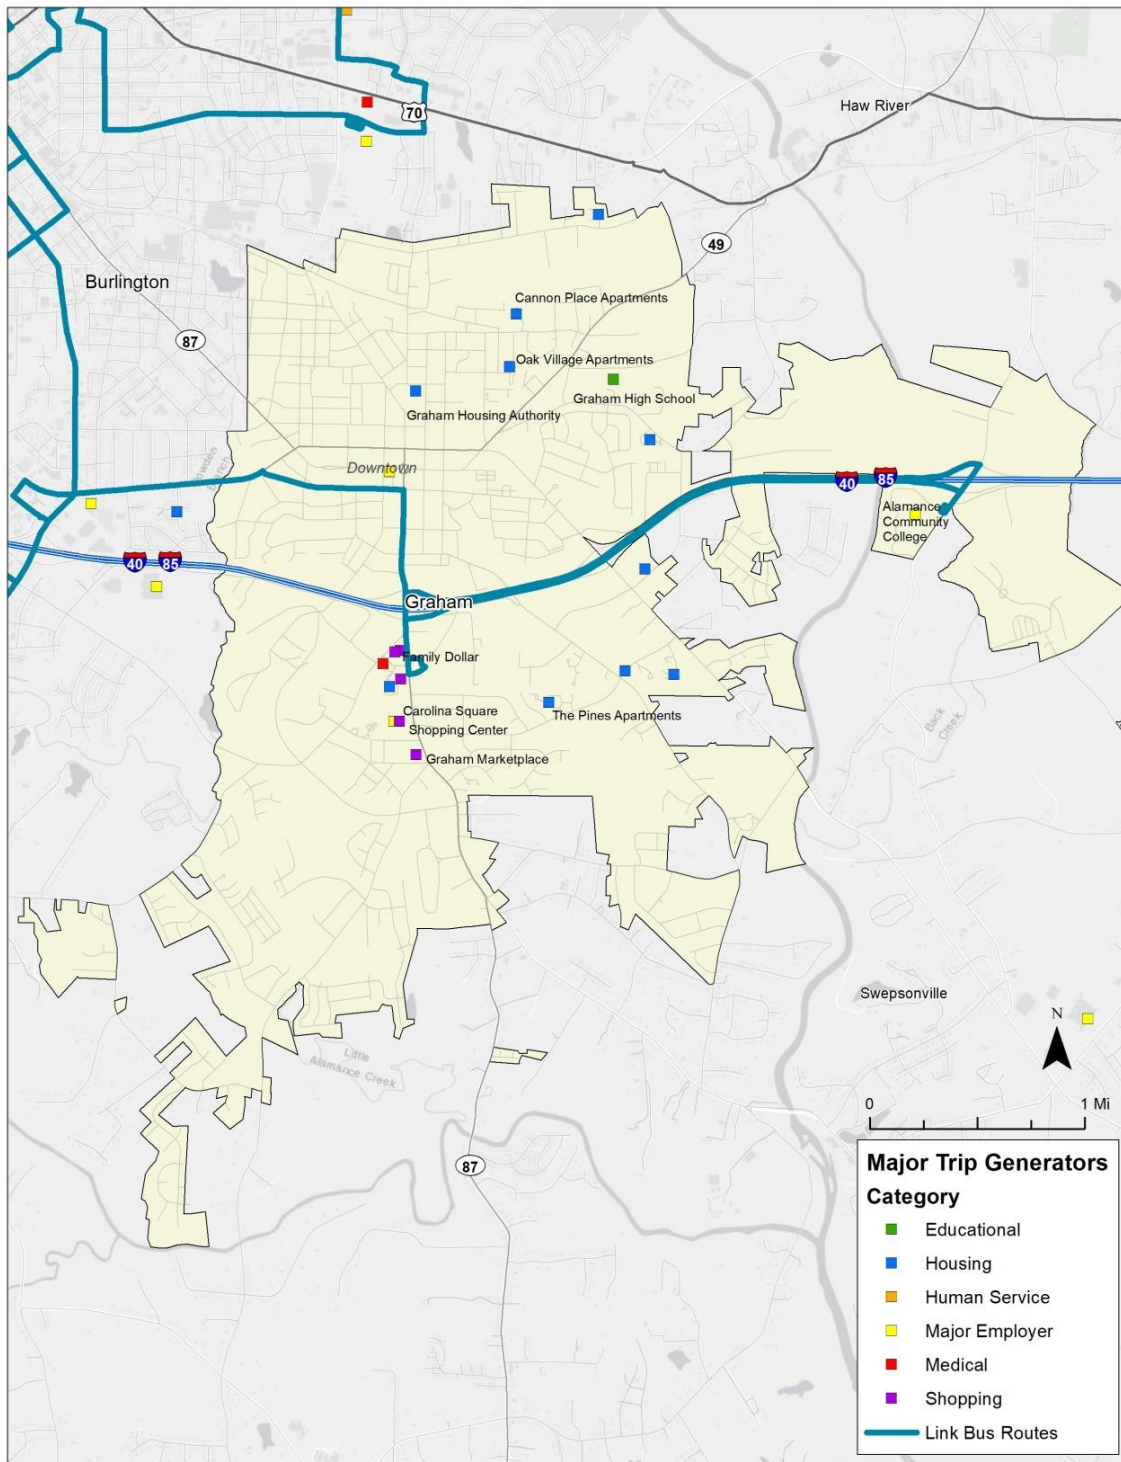 70
Haw River
49
Burlington
Cannon Place Apartments
87
Oak Village Apartments
Graham High School
Graham Housing Authority
Downtown
Bowden
Branch
40
85
Alamance
Community
College
40
85
Graham
Family Dollar
Carolina Square
Shopping Center
The Pines Apartments
Back
Creek
Graham Marketplace
Swepsonville
N
Little
Alamance Creek
0
1 Mi
87
Major Trip Generators
Category
Educational
Housing
Human Service
Major Employer
Medical
Shopping
Link Bus Routes